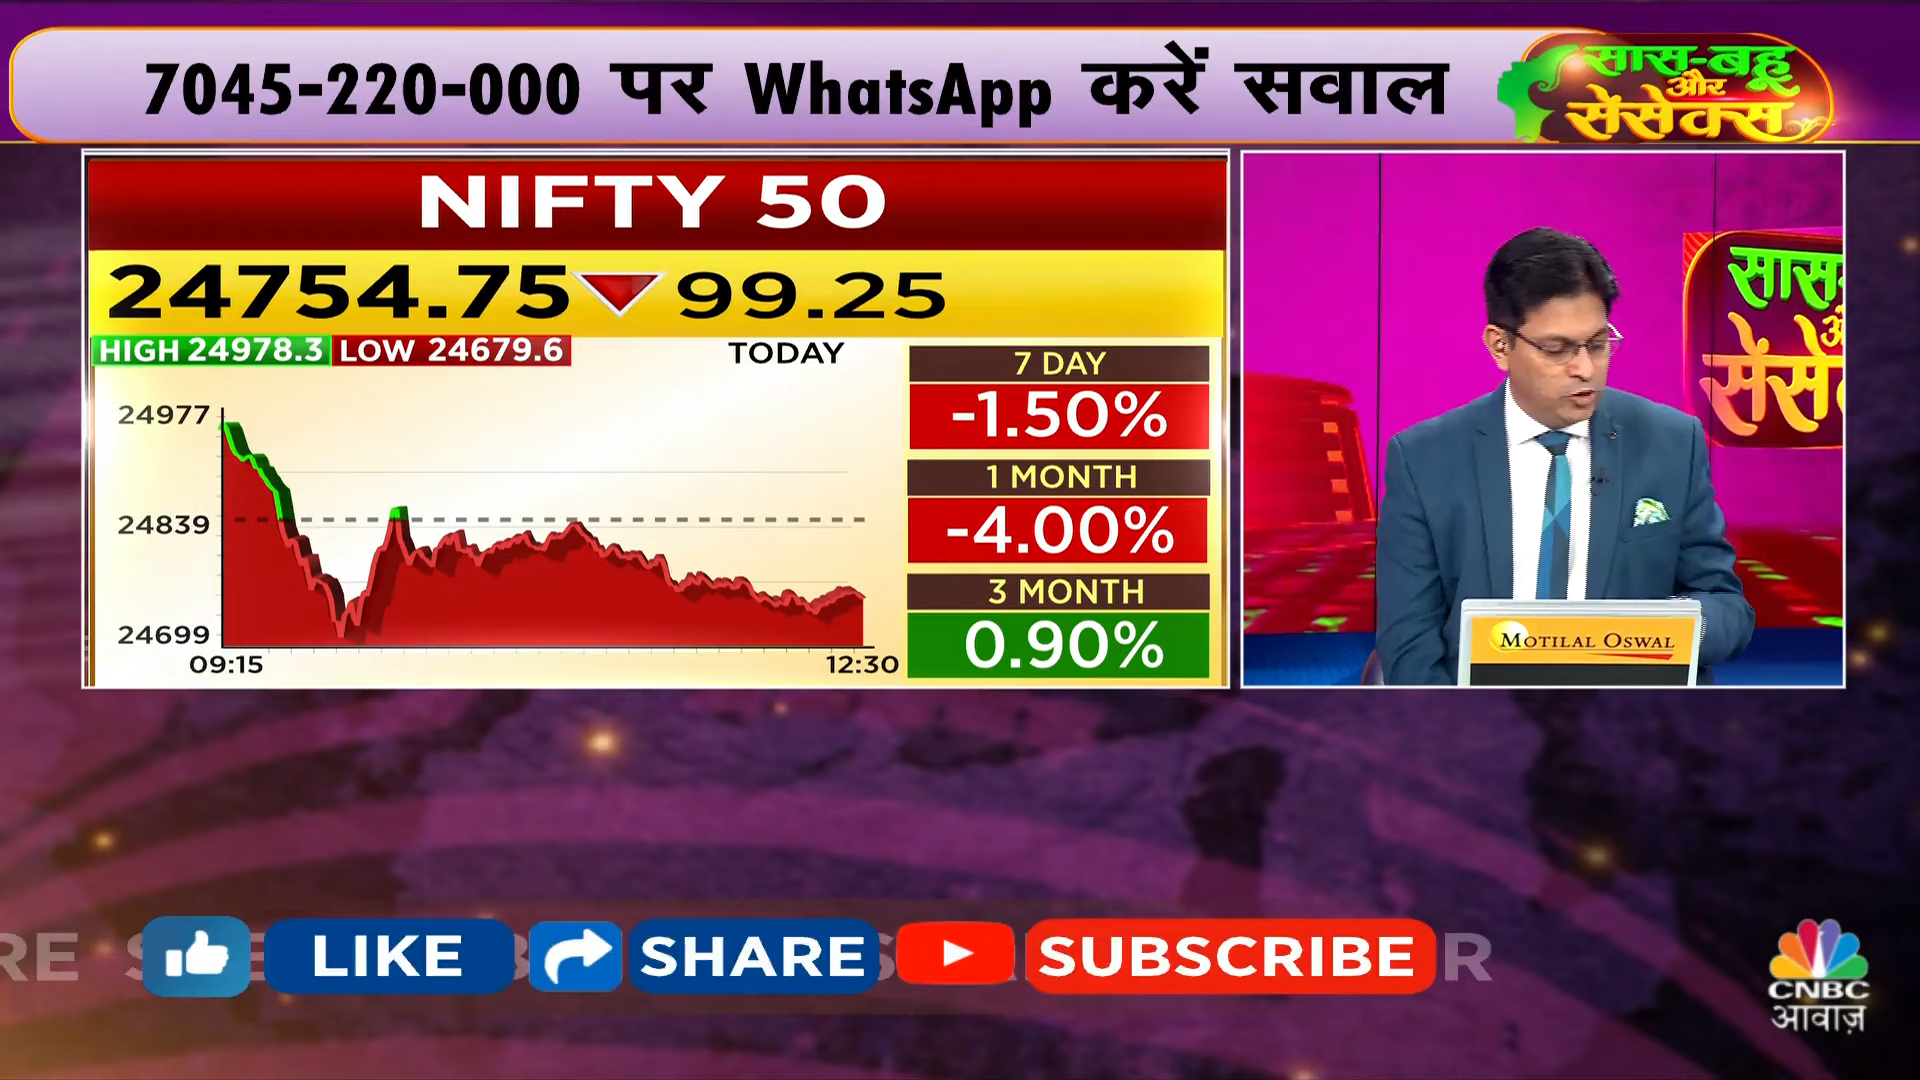 7045-220-000 पर WhatsApp करें सवाल
सास-बहू
और
सेंसेक्स
NIFTY 50
24754.75 99.25
HIGH 24978.3 LOW 24679.6
TODAY
24977
24839
24699
09:15 12:30
7 DAY
-1.50%
1 MONTH
-4.00%
3 MONTH
0.90%
सास
सेंसे
MOTILAL OSWAL
LIKE SHARE SUBSCRIBE
CNBC
आवाज़